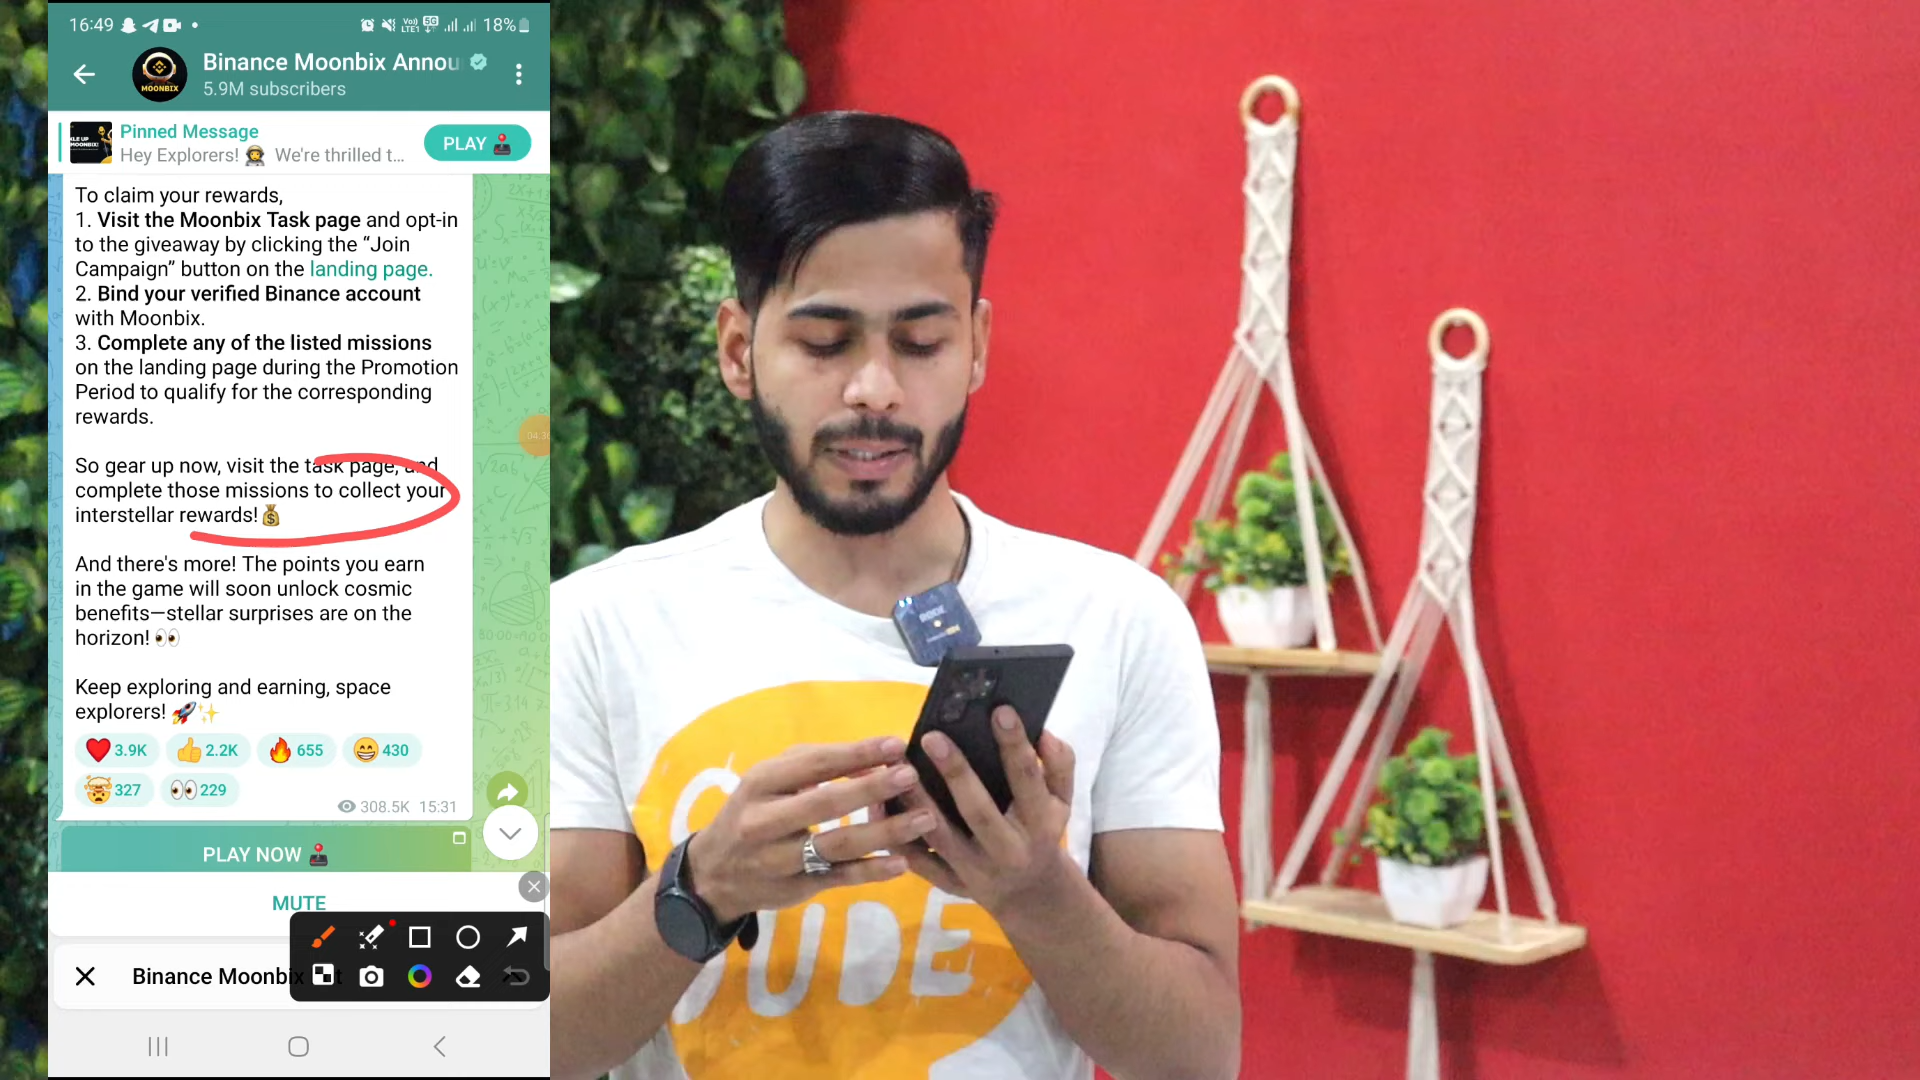 16:49
Vo))
LTE1
5G
18%
MOONBIX
Binance Moonbix Annou
5.9M subscribers
Pinned Message
Hey Explorers! 👩‍🚀 We're thrilled t...
PLAY 🕹️
To claim your rewards,
1. Visit the Moonbix Task page and opt-in
to the giveaway by clicking the “Join
Campaign” button on the landing page.
2. Bind your verified Binance account
with Moonbix.
3. Complete any of the listed missions
on the landing page during the Promotion
Period to qualify for the corresponding
rewards.
So gear up now, visit the task page, and
complete those missions to collect your
interstellar rewards!💰
And there's more! The points you earn
in the game will soon unlock cosmic
benefits—stellar surprises are on the
horizon! 👀
Keep exploring and earning, space
explorers! 🚀✨
❤️ 3.9K 👍 2.2K 🔥 655 😄 430
🤯 327 👀 229
308.5K 15:31
PLAY NOW 🕹️
MUTE
Binance Moonbix
RODE
DUDE